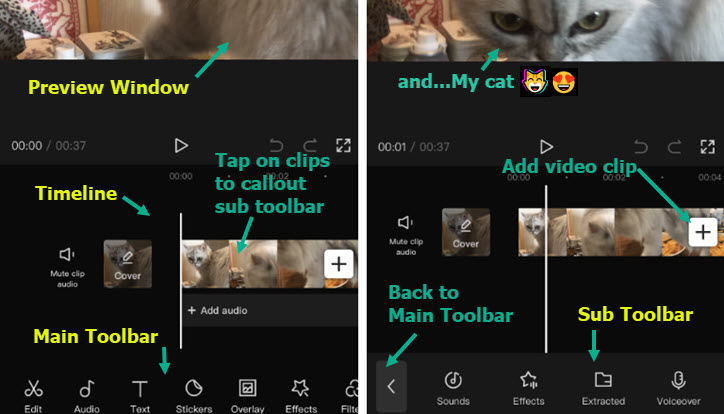 Preview Window
00:00 / 00:37
00:00
00:02
Tap on clips
to callout
sub toolbar
Timeline
Mute clip
audio
Cover
+
+ Add audio
Main Toolbar
Edit
Audio
Text
Stickers
Overlay
Effects
Filte
and...My cat 😹😍
00:01 / 00:37
Add video clip
00:00
00:02
00:04
Mute clip
audio
Cover
+
Back to
Main Toolbar
Sub Toolbar
Sounds
Effects
Extracted
Voiceover